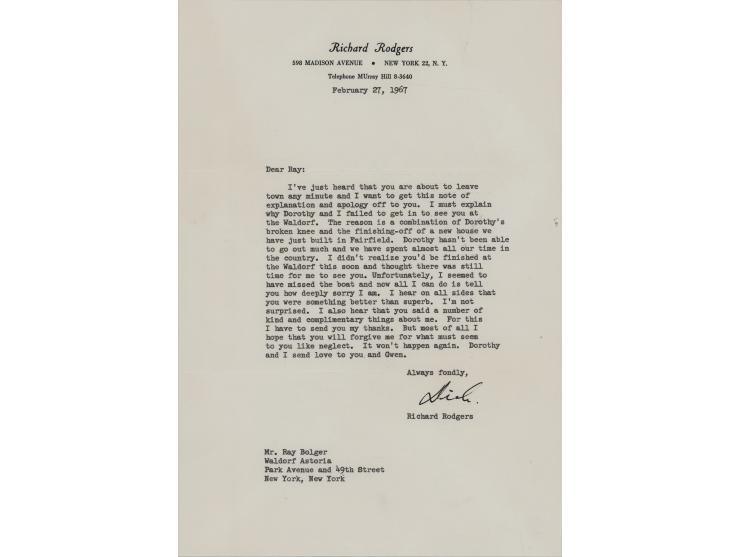 Richard Rodgers
598 MADISON AVENUE • NEW YORK 22, N. Y.
Telephone MUrray Hill 8-3640
February 27, 1967
Dear Ray:
I've just heard that you are about to leave
town any minute and I want to get this note of
explanation and apology off to you. I must explain
why Dorothy and I failed to get in to see you at
the Waldorf. The reason is a combination of Dorothy's
broken knee and the finishing-off of a new house we
have just built in Fairfield. Dorothy hasn't been able
to go out much and we have spent almost all our time in
the country. I didn't realize you'd be finished at
the Waldorf this soon and thought there was still
time for me to see you. Unfortunately, I seemed to
have missed the boat and now all I can do is tell
you how deeply sorry I am. I hear on all sides that
you were something better than superb. I'm not
surprised. I also hear that you said a number of
kind and complimentary things about me. For this
I have to send you my thanks. But most of all I
hope that you will forgive me for what must seem
to you like neglect. It won't happen again. Dorothy
and I send love to you and Gwen.
Always fondly,
Dick.
Richard Rodgers
Mr. Ray Bolger
Waldorf Astoria
Park Avenue and 49th Street
New York, New York